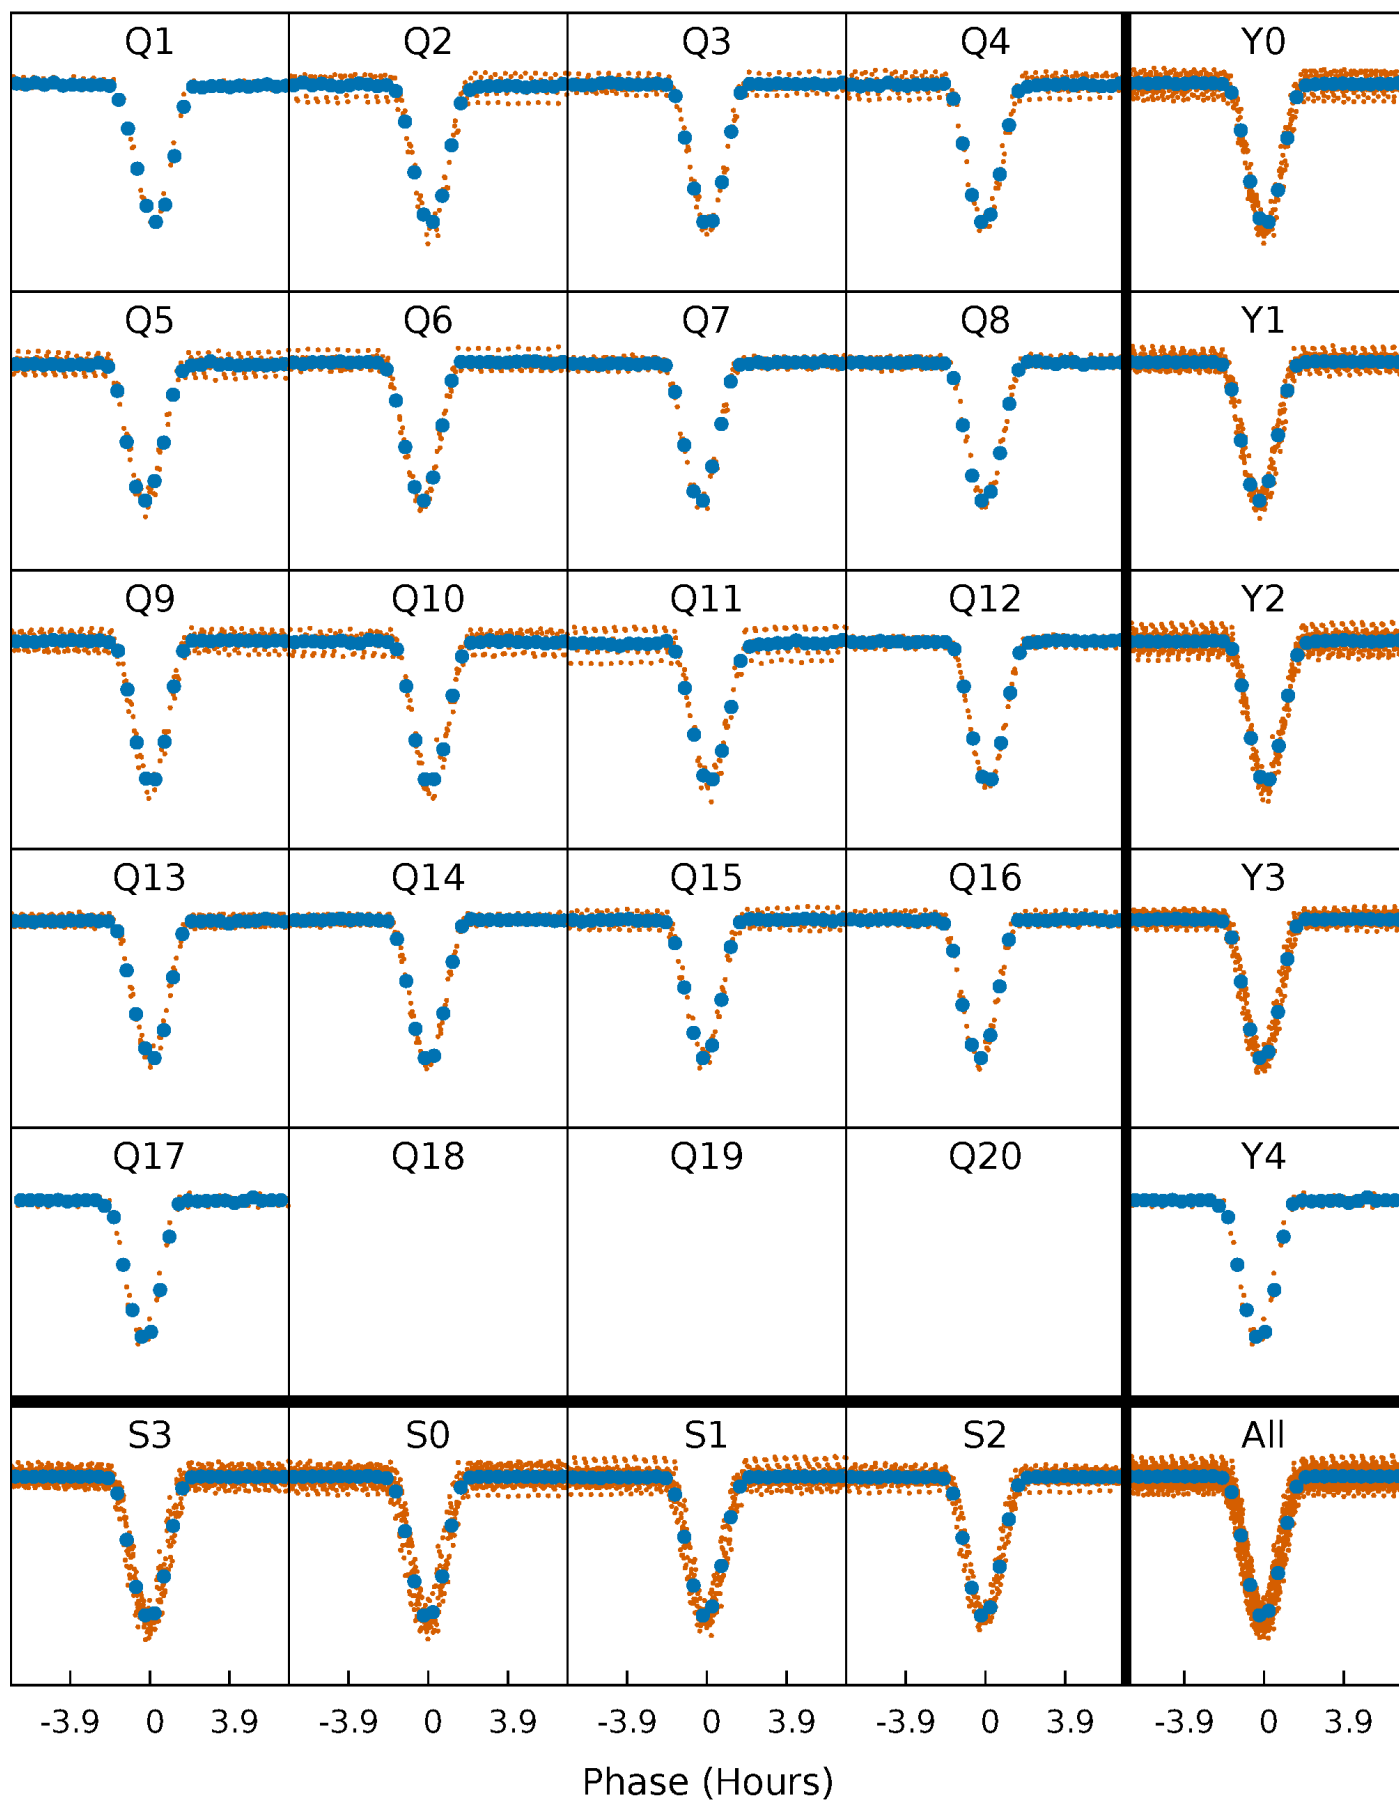 Q1 Q2 Q3 Q4 Y0
Q5 Q6 Q7 Q8 Y1
Q9 Q10 Q11 Q12 Y2
Q13 Q14 Q15 Q16 Y3
Q17 Q18 Q19 Q20 Y4
S3 S0 S1 S2 All
-3.9 0 3.9 -3.9 0 3.9 -3.9 0 3.9 -3.9 0 3.9 -3.9 0 3.9
Phase (Hours)